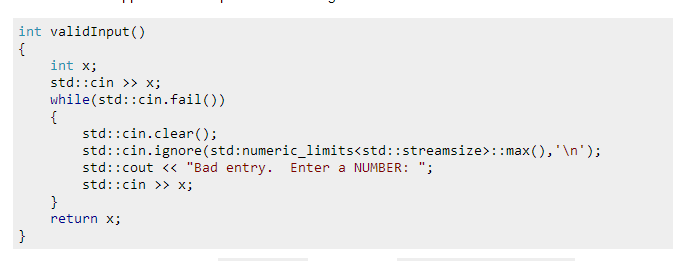 int validInput()
{
    int x;
    std::cin >> x;
    while(std::cin.fail())
    {
        std::cin.clear();
        std::cin.ignore(std:numeric_limits<std::streamsize>::max(),'\n');
        std::cout << "Bad entry.  Enter a NUMBER: ";
        std::cin >> x;
    }
    return x;
}